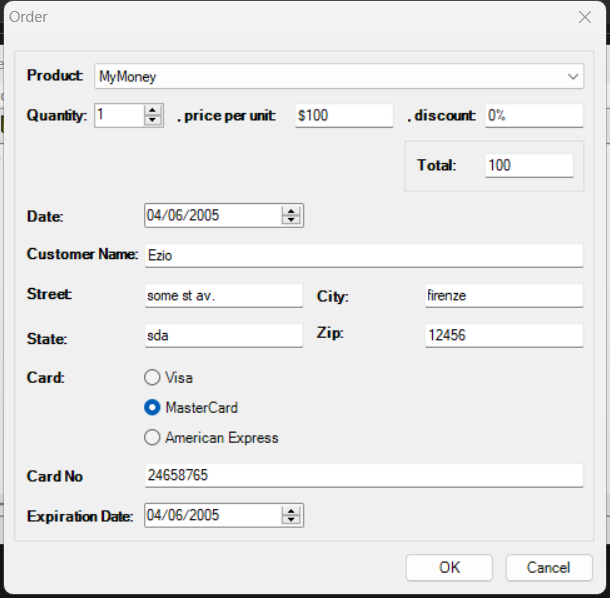 Order
Product: MyMoney
Quantity: 1 . price per unit: $100 . discount: 0%
Total: 100
Date: 04/06/2005
Customer Name: Ezio
Street: some st av. City: firenze
State: sda Zip: 12456
Card: Visa
MasterCard
American Express
Card No 24658765
Expiration Date: 04/06/2005
OK Cancel